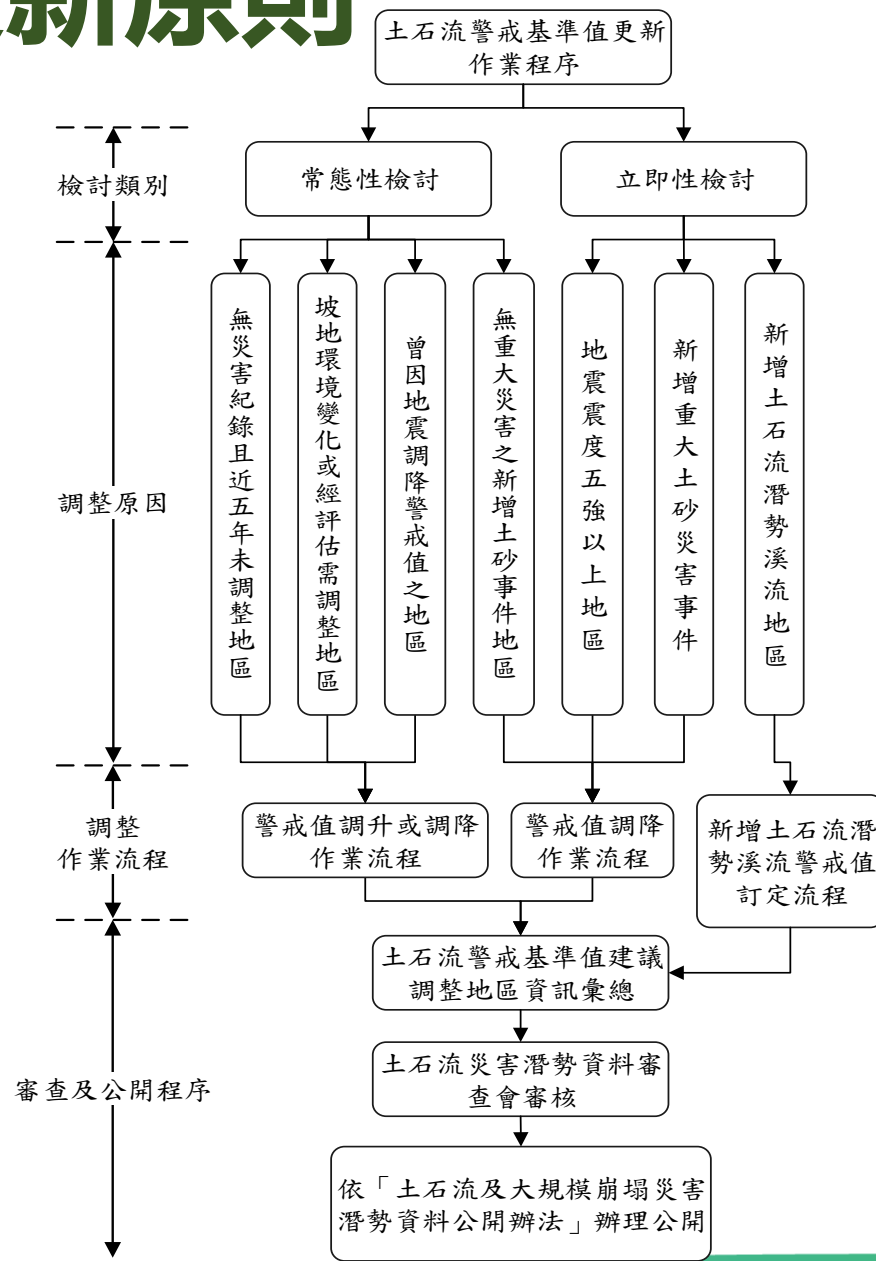 新原則
土石流警戒基準值更新
作業程序
檢討類別
常態性檢討
立即性檢討
調整原因
無災害紀錄且近五年未調整地區
坡地環境變化或經評估需調整地區
曾因地震調降警戒值之地區
無重大災害之新增土砂事件地區
地震震度五強以上地區
新增重大土砂災害事件
新增土石流潛勢溪流地區
調整
作業流程
警戒值調升或調降
作業流程
警戒值調降
作業流程
新增土石流潛
勢溪流警戒值
訂定流程
審查及公開程序
土石流警戒基準值建議
調整地區資訊彙總
土石流災害潛勢資料審
查會審核
依「土石流及大規模崩塌災害
潛勢資料公開辦法」辦理公開